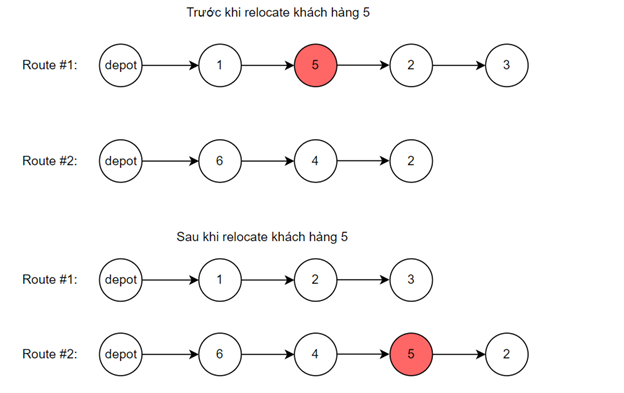 Trước khi relocate khách hàng 5
Route #1: depot 1 5 2 3
Route #2: depot 6 4 2
Sau khi relocate khách hàng 5
Route #1: depot 1 2 3
Route #2: depot 6 4 5 2